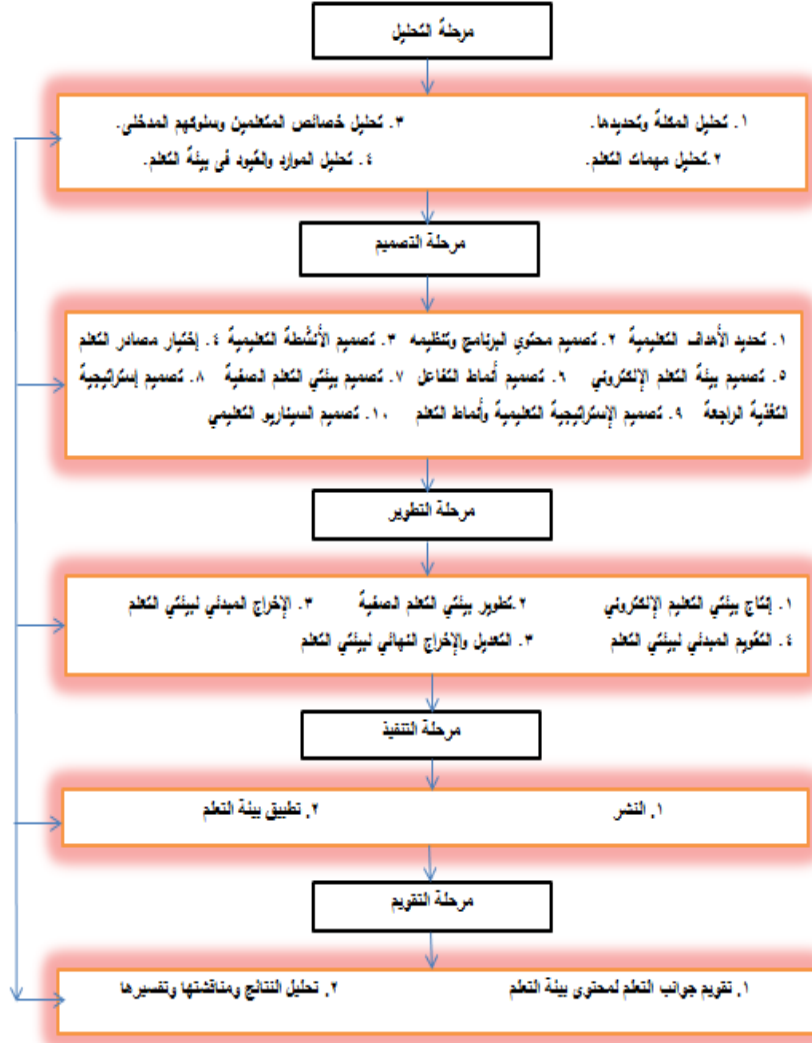 مرحلة التحليل
١. تحليل المكلة وتحديدها. ٣. تحليل خصائص المتعلمين وسلوكهم المدخلى.
٢.تحليل مهمات التعلم. ٤. تحليل الموارد والقيود فى بيئة التعلم.
مرحلة التصميم
١. تحديد الأهداف التعليمية ٢. تصميم محتوي البرنامج وتنظيمه ٣. تصميم الأنشطة التعليمية ٤. إختيار مصادر التعلم
٥. تصميم بيئة التعلم الإلكتروني ٦. تصميم أنماط التفاعل ٧. تصميم بيئتي التعلم الصفية ٨. تصميم إستراتيجية
التغذية الراجعة ٩. تصميم الإستراتيجية التعليمية وأنماط التعلم ١٠. تصميم السيناريو التعليمي
مرحلة التطوير
١. إنتاج بيئتي التعليم الإلكتروني ٢.تطوير بيئتي التعلم الصفية ٣. الإخراج المبدئي لبيئتي التعلم
٤. التقويم المبدئي لبيئتي التعلم ٣. التعديل والإخراج النهائي لبيئتي التعلم
مرحلة التنفيذ
١. النشر ٢. تطبيق بيئة التعلم
مرحلة التقويم
١. تقويم جوانب التعلم لمحتوى بيئة التعلم ٢. تحليل النتائج ومناقشتها وتفسيرها